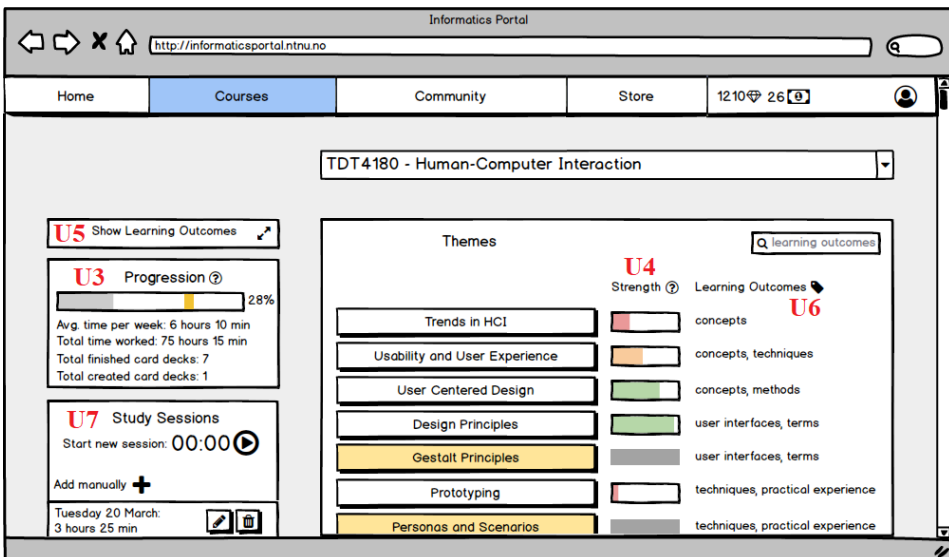 Informatics Portal
http://informaticsportal.ntnu.no
Home Courses Community Store 1210 26
TDT4180 - Human-Computer Interaction
U5 Show Learning Outcomes
U3 Progression ?
28%
Avg. time per week: 6 hours 10 min
Total time worked: 75 hours 15 min
Total finished card decks: 7
Total created card decks: 1
U7 Study Sessions
Start new session: 00:00
Add manually
Tuesday 20 March:
3 hours 25 min
Themes
learning outcomes
U4
Strength ? Learning Outcomes
U6
Trends in HCI concepts
Usability and User Experience concepts, techniques
User Centered Design concepts, methods
Design Principles user interfaces, terms
Gestalt Principles user interfaces, terms
Prototyping techniques, practical experience
Personas and Scenarios techniques, practical experience